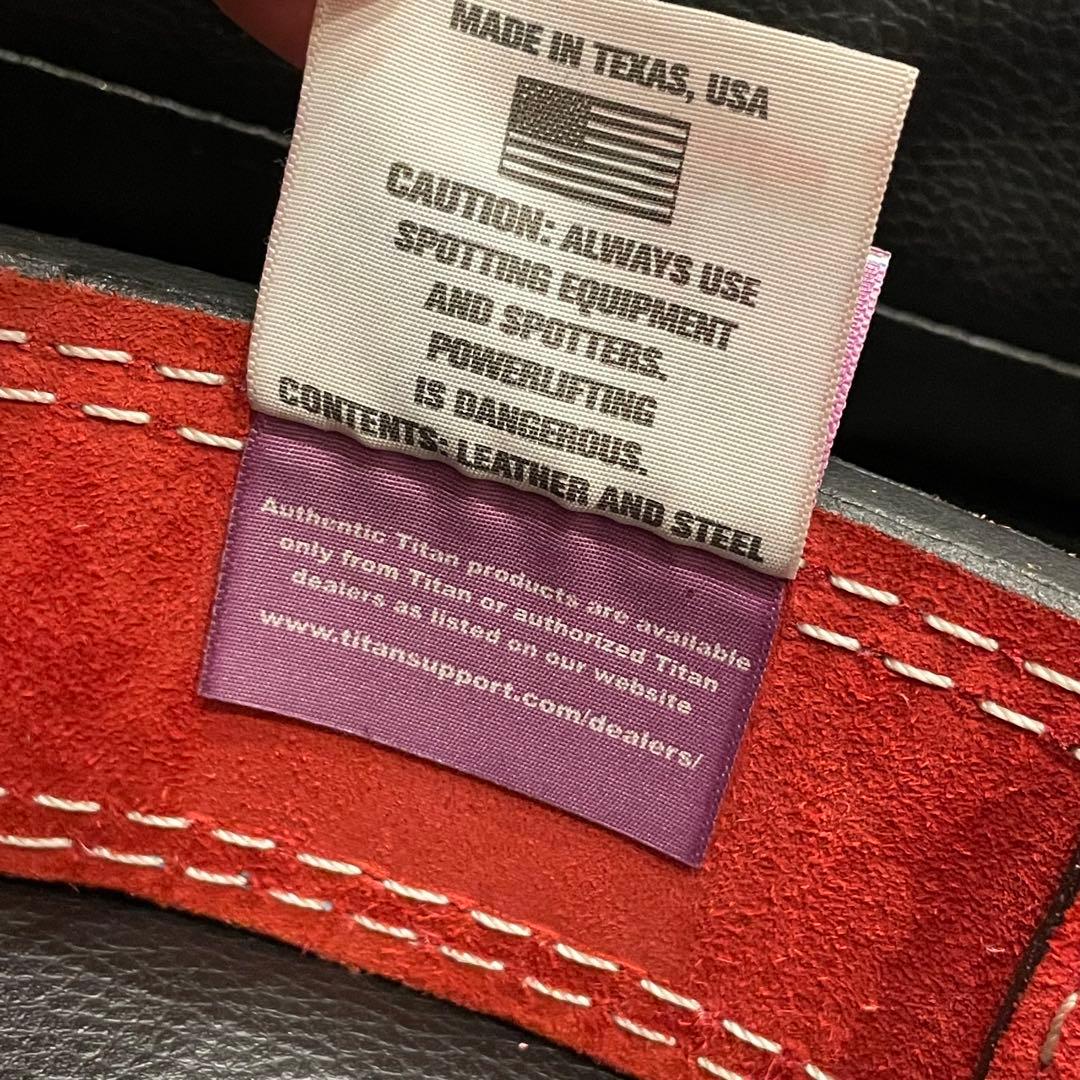 MADE IN TEXAS, USA
CAUTION: ALWAYS USE
SPOTTING EQUIPMENT
AND SPOTTERS.
POWERLIFTING
IS DANGEROUS.
CONTENTS: LEATHER AND STEEL
Authentic Titan products are available
only from Titan or authorized Titan
dealers as listed on our website
www.titansupport.com/dealers/